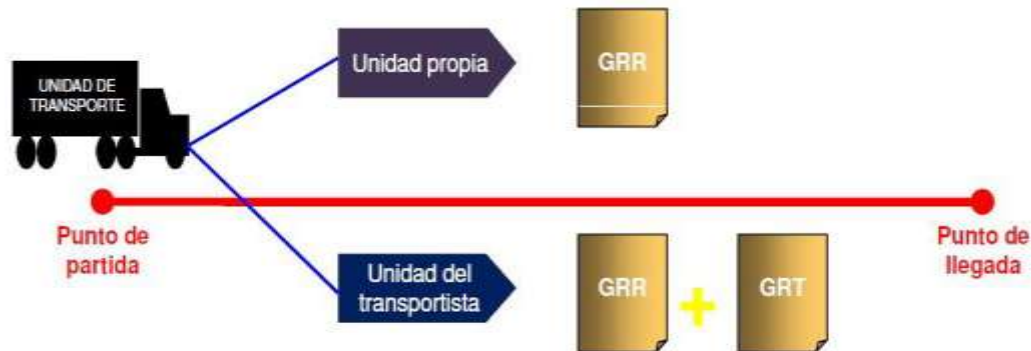 UNIDAD DE
TRANSPORTE
Unidad propia
GRR
Punto de
partida
Punto de
llegada
Unidad del
transportista
GRR
+
GRT